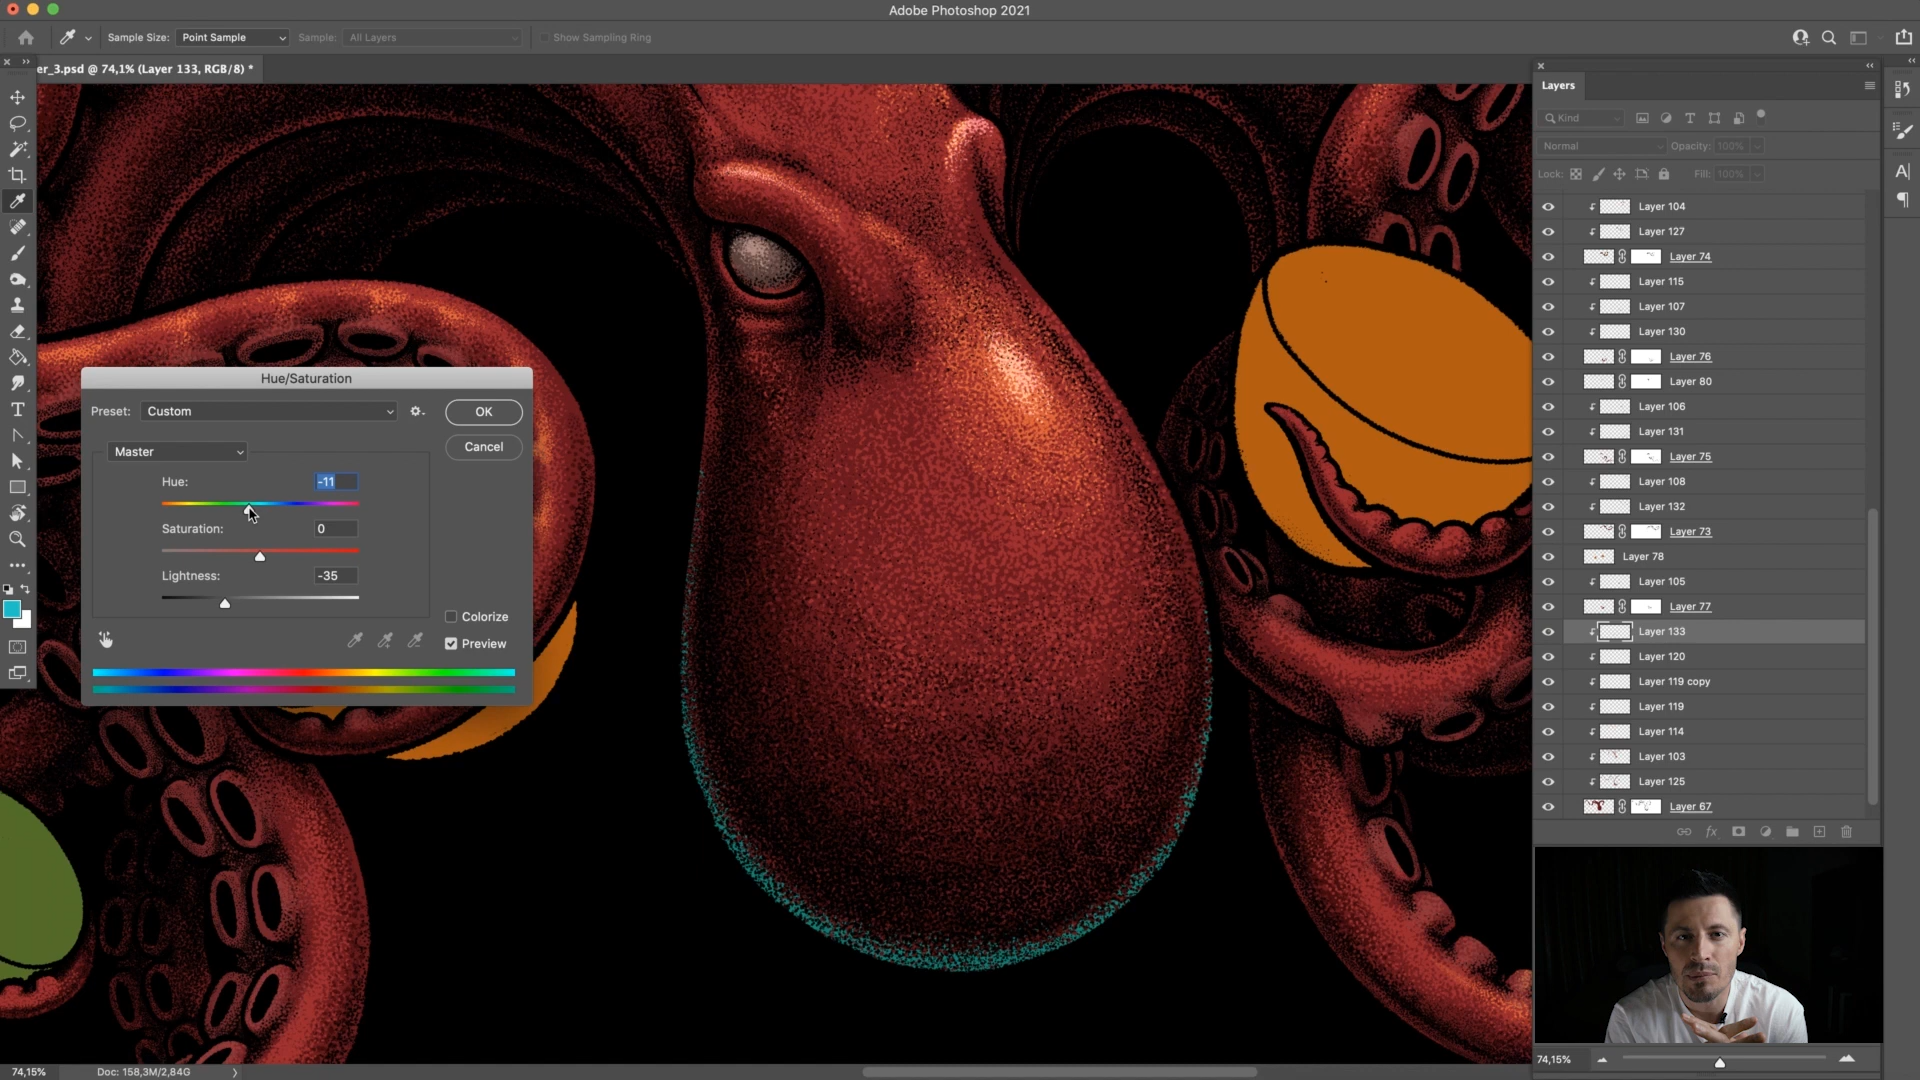 Adobe Photoshop 2021
Sample Size: Point Sample Sample: All Layers Show Sampling Ring
er_3.psd @ 74,1% (Layer 133, RGB/8) *
Layers
Kind
Normal Opacity: 100%
Lock: Fill: 100%
Layer 104
Layer 127
Layer 74
Layer 115
Layer 107
Layer 130
Layer 76
Layer 80
Layer 106
Layer 131
Layer 75
Layer 108
Layer 132
Layer 73
Layer 78
Layer 105
Layer 77
Layer 133
Layer 120
Layer 119 copy
Layer 119
Layer 114
Layer 103
Layer 125
Layer 67
Hue/Saturation
Preset: Custom
OK
Cancel
Master
Hue: -11
Saturation: 0
Lightness: -35
Colorize
Preview
74,15%
74,15% Doc: 158,3M/2,84G